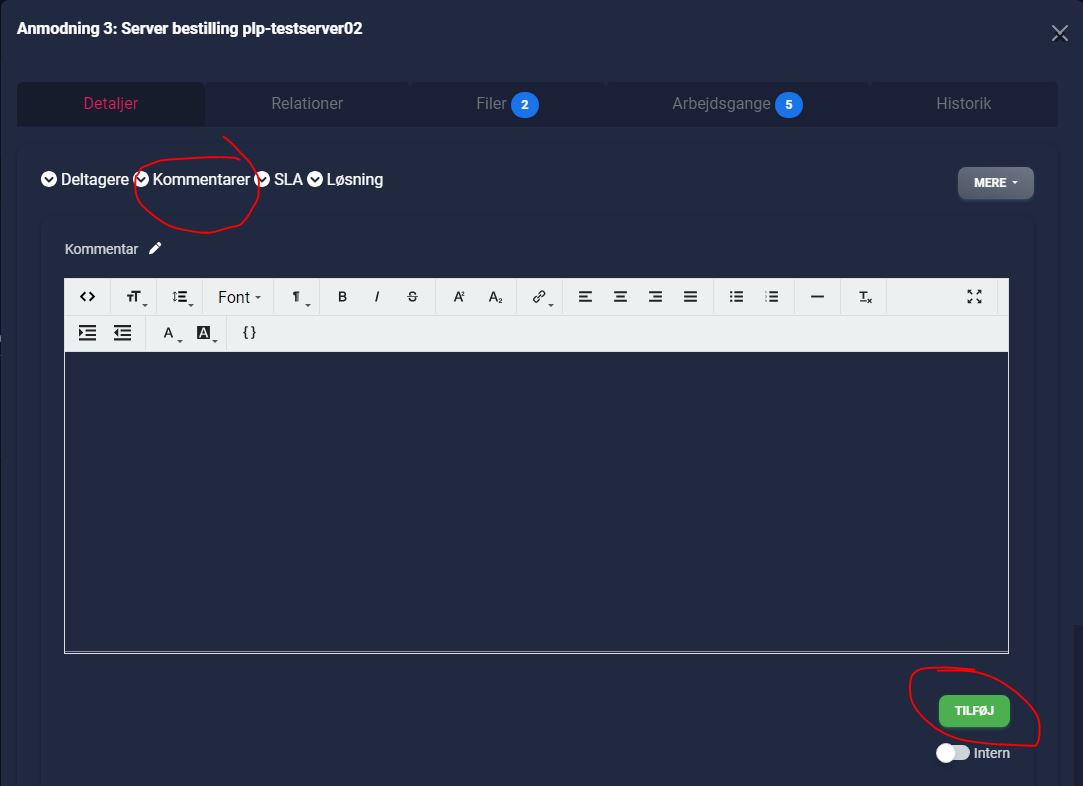 Anmodning 3: Server bestilling plp-testserver02
Detaljer Relationer Filer 2 Arbejdsgange 5 Historik
Deltagere Kommentarer SLA Løsning MERE
Kommentar
Font
TILFØJ
Intern